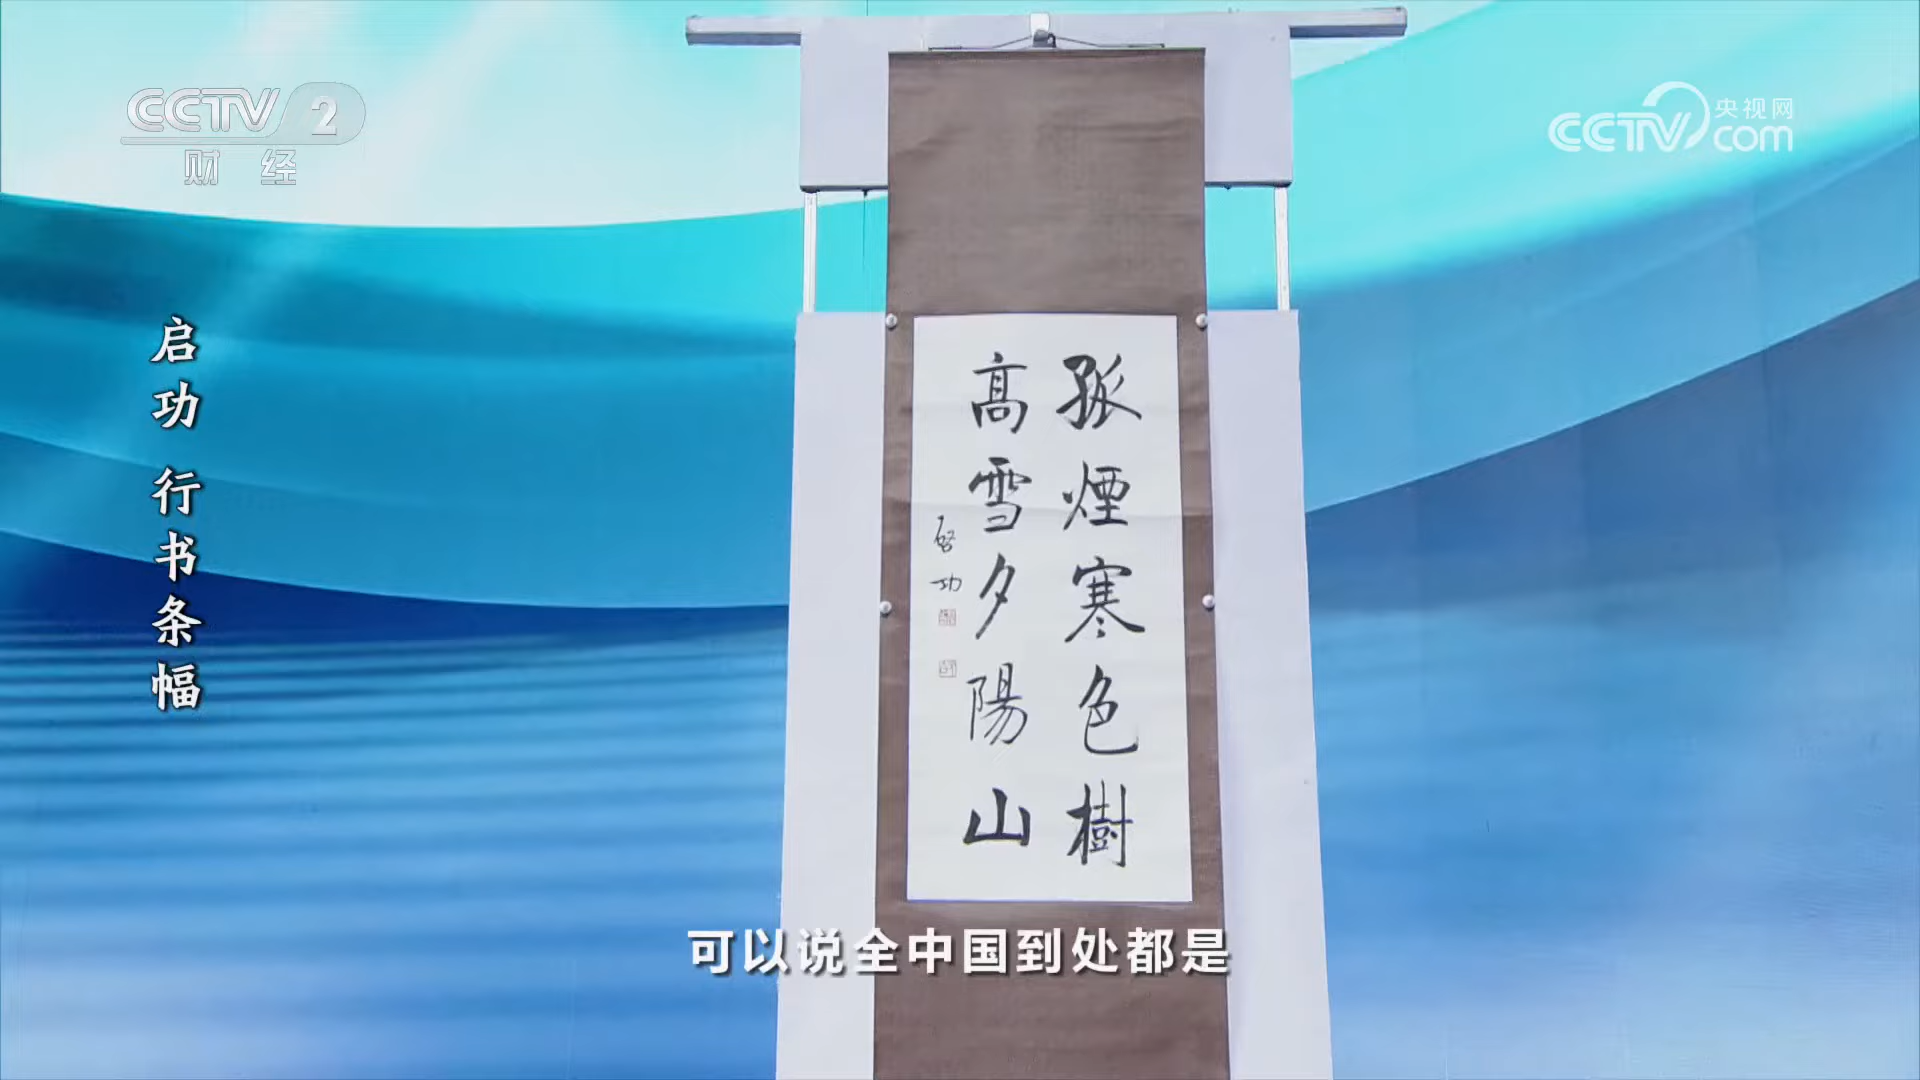 CCTV 2
财 经
央视网
CCTV.com
启功 行书条幅
孤煙寒色樹
高雪夕陽山
啓功
可以说全中国到处都是